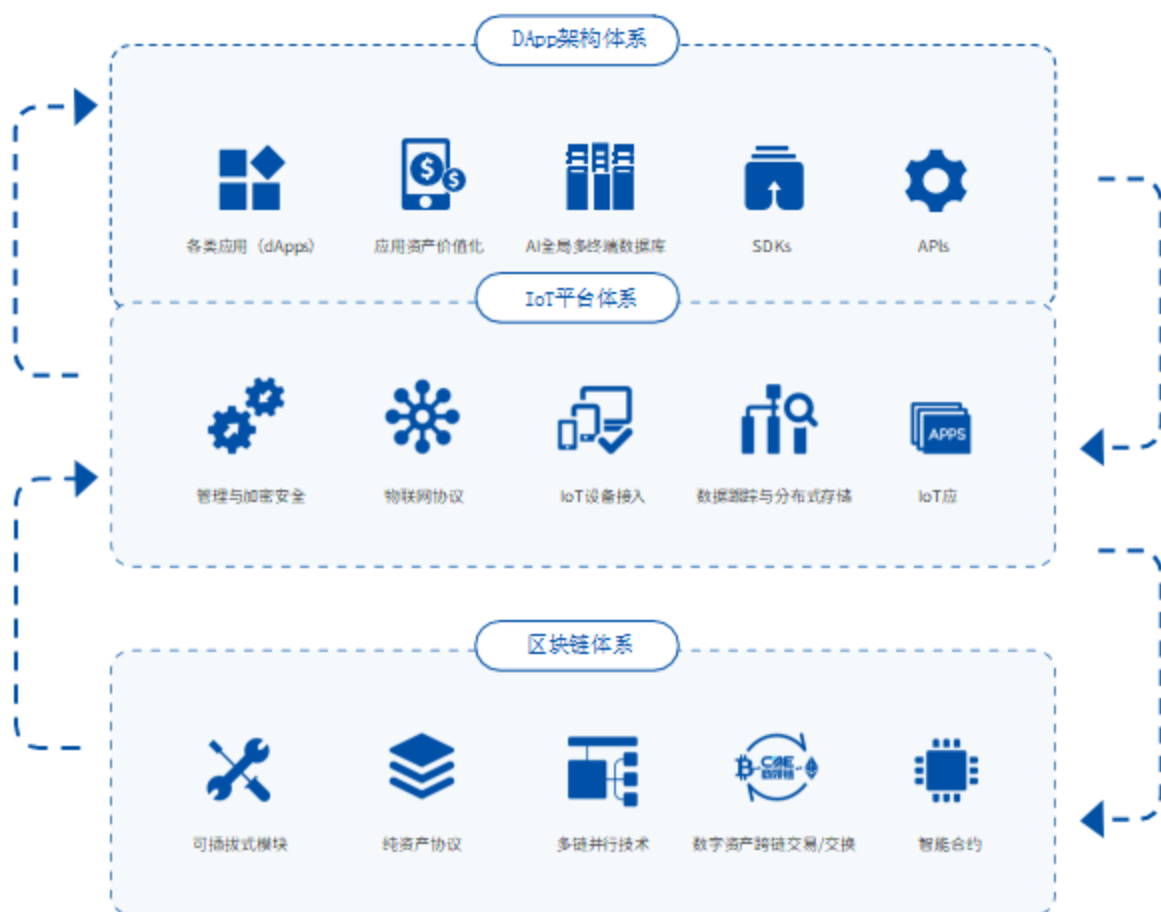 DApp架构体系
各类应用（dApps）
应用资产价值化
AI全局多终端数据库
SDKs
APIs
IoT平台体系
APPS
管理与加密安全
物联网协议
IoT设备接入
数据跟踪与分布式存储
IoT应
区块链体系
CAE
可插拔式模块
纯资产协议
多链并行技术
数字资产跨链交易/交换
智能合约